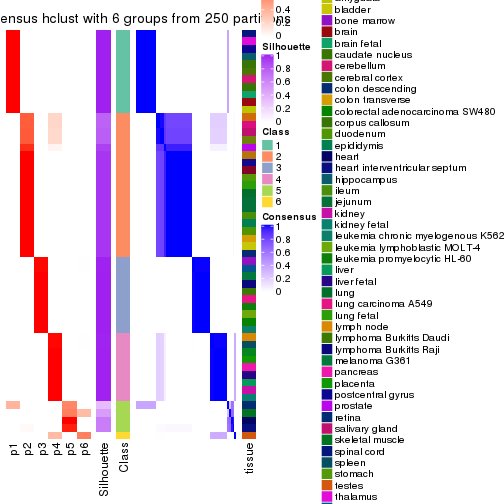 ensus hclust with 6 groups from 250 parti ns
0.4
0.2
0
Silhouette
1
0.8
0.6
0.4
0.2
0
Class
1
2
3
4
5
6
Consensus
1
0.8
0.6
0.4
0.2
0
p1
p2
p3
p4
p5
p6
Silhouette
Class
tissue
bladder
bone marrow
brain
brain fetal
caudate nucleus
cerebellum
cerebral cortex
colon descending
colon transverse
colorectal adenocarcinoma SW480
corpus callosum
duodenum
epididymis
heart
heart interventricular septum
hippocampus
ileum
jejunum
kidney
kidney fetal
leukemia chronic myelogenous K562
leukemia lymphoblastic MOLT-4
leukemia promyelocytic HL-60
liver
liver fetal
lung
lung carcinoma A549
lung fetal
lymph node
lymphoma Burkitts Daudi
lymphoma Burkitts Raji
melanoma G361
pancreas
placenta
postcentral gyrus
prostate
retina
salivary gland
skeletal muscle
spinal cord
spleen
stomach
testes
thalamus